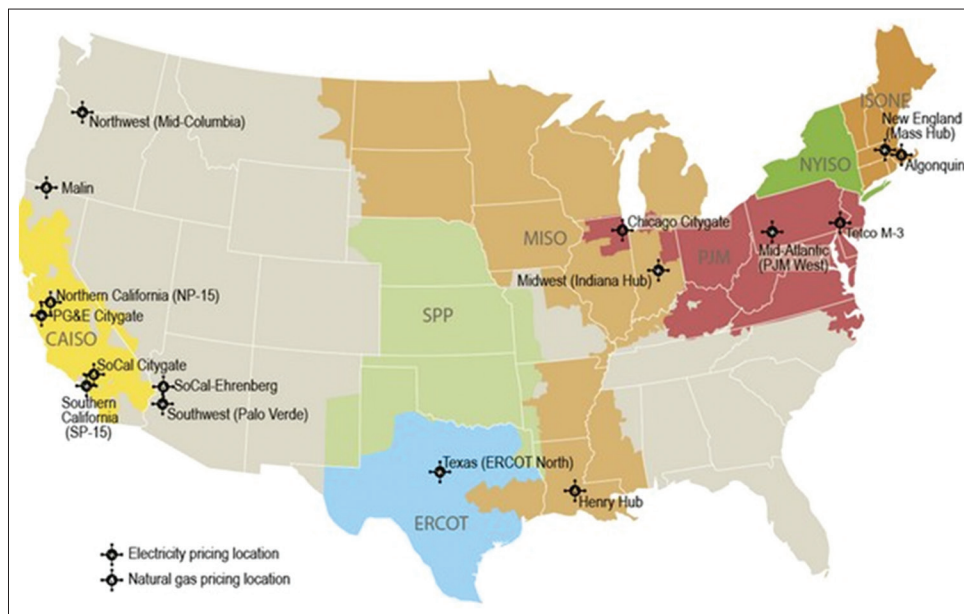 ISONE
New England
(Mass Hub)
Northwest (Mid-Columbia)
NYISO
Algonquin
Malin
Chicago Citygate
Tetco M-3
MISO
PJM
Mid-Atlantic
(PJM West)
Midwest (Indiana Hub)
Northern California (NP-15)
PG&E Citygate
SPP
CAISO
SoCal Citygate
SoCal-Ehrenberg
Southern
California
(SP-15)
Southwest (Palo Verde)
Texas (ERCOT North)
Henry Hub
ERCOT
Electricity pricing location
Natural gas pricing location